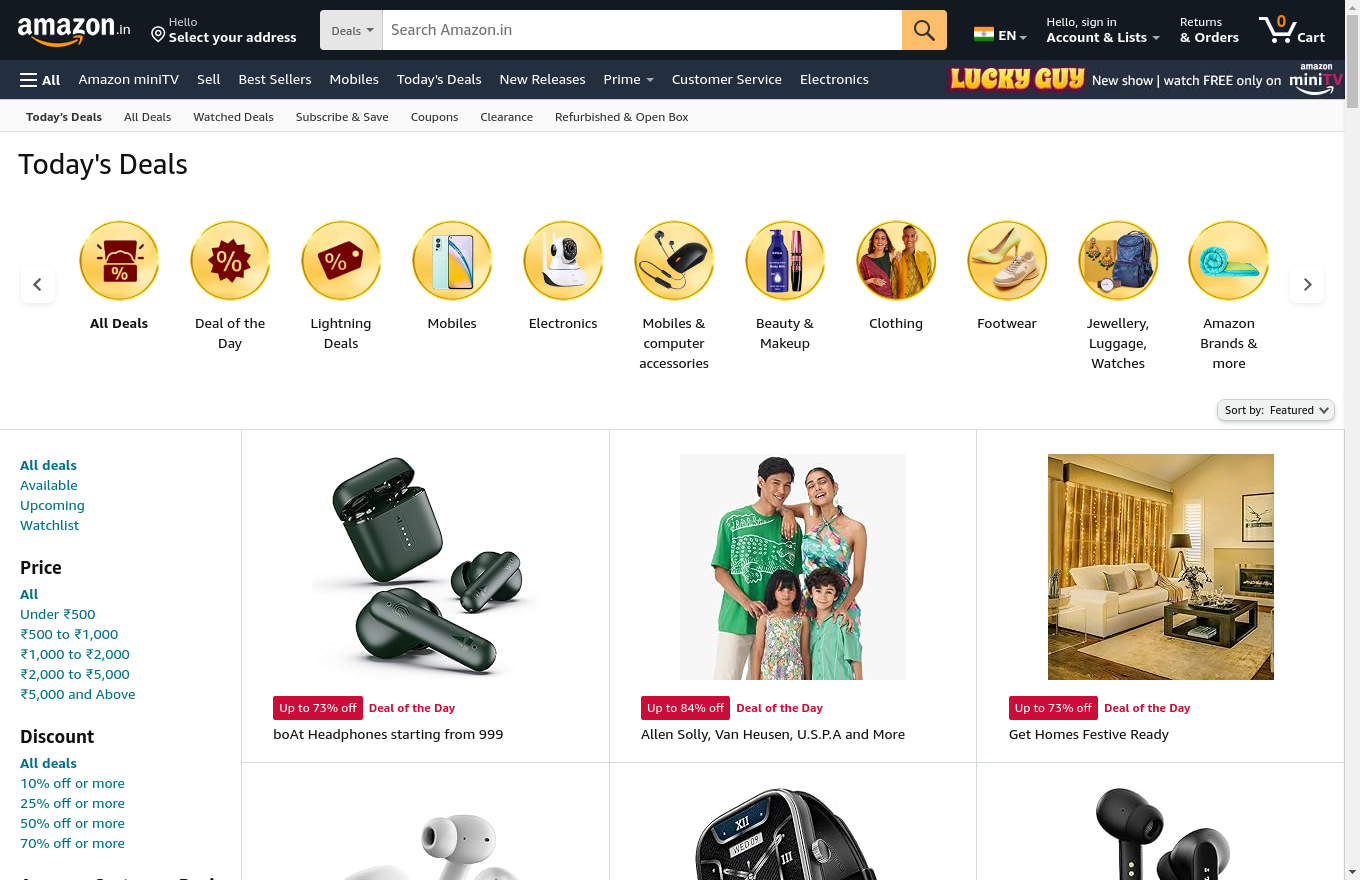 amazon.in
Hello
Select your address
Deals
Search Amazon.in
EN
Hello, sign in
Account & Lists
Returns
& Orders
0
Cart
All
Amazon miniTV
Sell
Best Sellers
Mobiles
Today's Deals
New Releases
Prime
Customer Service
Electronics
LUCKY GUY
New show | watch FREE only on
amazon
miniTV
Today's Deals
All Deals
Watched Deals
Subscribe & Save
Coupons
Clearance
Refurbished & Open Box
Today's Deals
%
%
%
All Deals
Deal of the
Day
Lightning
Deals
Mobiles
Electronics
Mobiles &
computer
accessories
Beauty &
Makeup
Clothing
Footwear
Jewellery,
Luggage,
Watches
Amazon
Brands &
more
Sort by: Featured
All deals
Available
Upcoming
Watchlist
Price
All
Under ₹500
₹500 to ₹1,000
₹1,000 to ₹2,000
₹2,000 to ₹5,000
₹5,000 and Above
Discount
All deals
10% off or more
25% off or more
50% off or more
70% off or more
Up to 73% off
Deal of the Day
boAt Headphones starting from 999
Up to 84% off
Deal of the Day
Allen Solly, Van Heusen, U.S.P.A and More
Up to 73% off
Deal of the Day
Get Homes Festive Ready
XII
WED 09
III